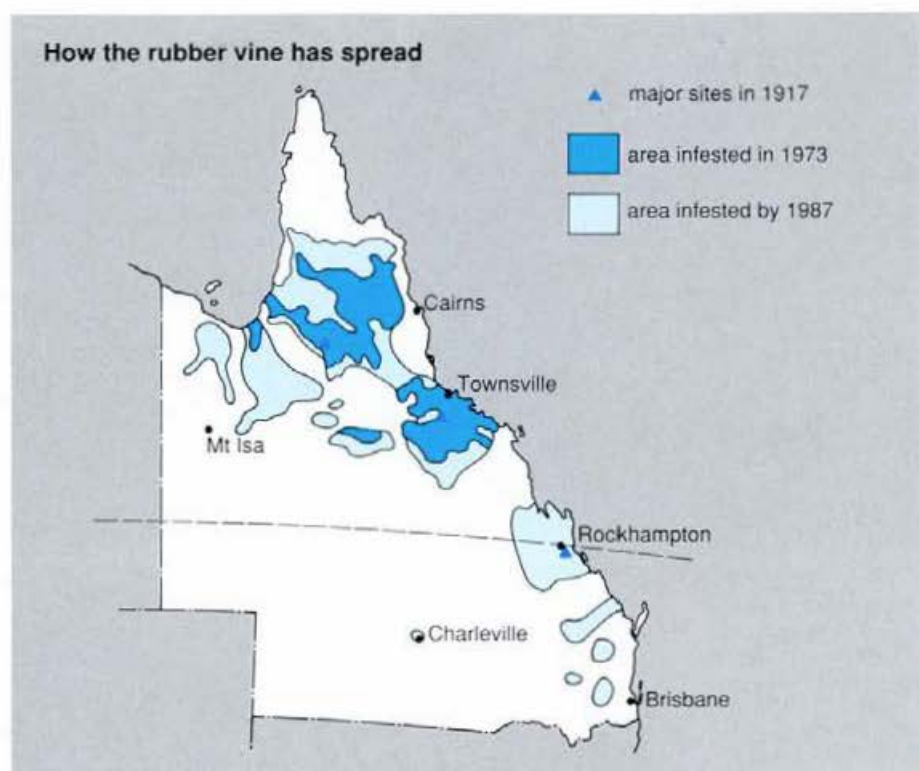 How the rubber vine has spread
major sites in 1917
area infested in 1973
area infested by 1987
Cairns
Townsville
Mt Isa
Rockhampton
Charleville
Brisbane